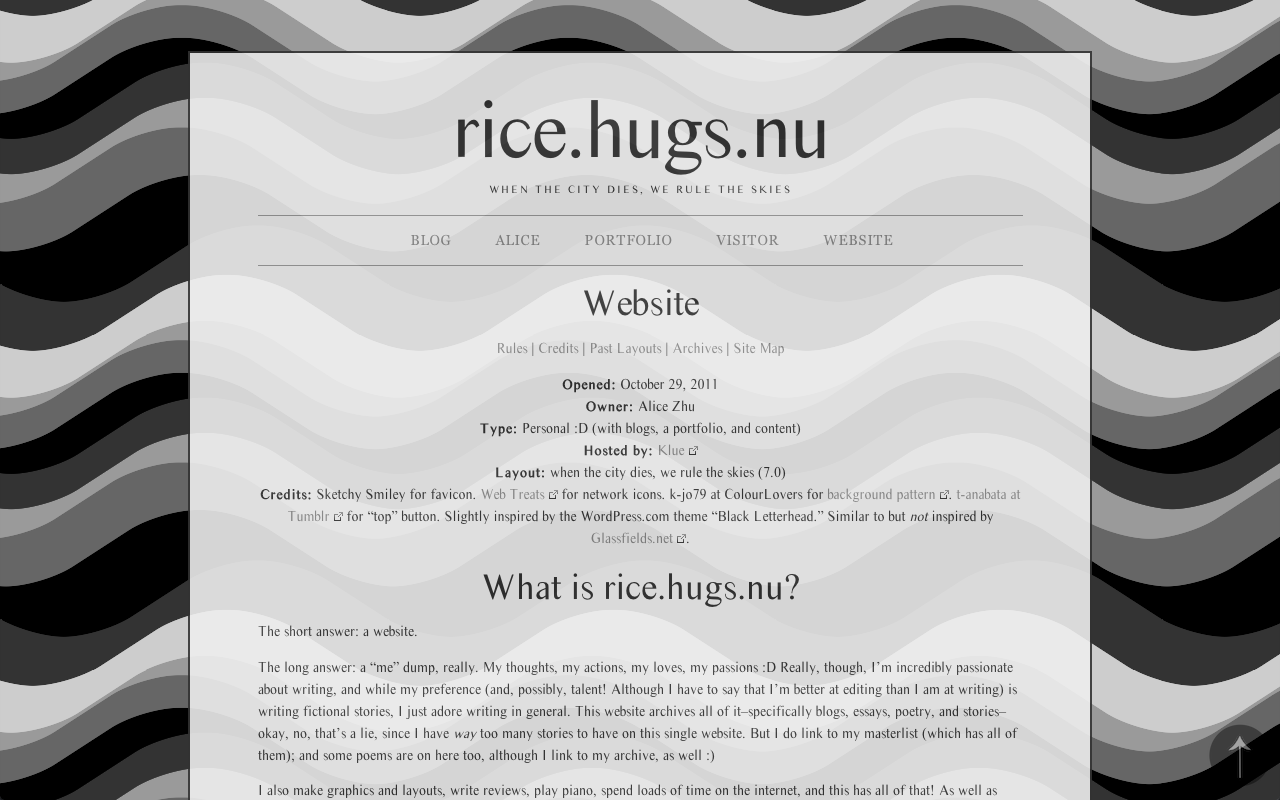 rice.hugs.nu
WHEN THE CITY DIES, WE RULE THE SKIES
BLOG ALICE PORTFOLIO VISITOR WEBSITE
Website
Rules | Credits | Past Layouts | Archives | Site Map
Opened: October 29, 2011
Owner: Alice Zhu
Type: Personal :D (with blogs, a portfolio, and content)
Hosted by: Klue
Layout: when the city dies, we rule the skies (7.0)
Credits: Sketchy Smiley for favicon. Web Treats for network icons. k-jo79 at ColourLovers for background pattern. t-anabata at
Tumblr for “top” button. Slightly inspired by the WordPress.com theme “Black Letterhead.” Similar to but not inspired by
Glassfields.net.
What is rice.hugs.nu?
The short answer: a website.
The long answer: a “me” dump, really. My thoughts, my actions, my loves, my passions :D Really, though, I’m incredibly passionate
about writing, and while my preference (and, possibly, talent! Although I have to say that I’m better at editing than I am at writing) is
writing fictional stories, I just adore writing in general. This website archives all of it–specifically blogs, essays, poetry, and stories–
okay, no, that’s a lie, since I have way too many stories to have on this single website. But I do link to my masterlist (which has all of
them); and some poems are on here too, although I link to my archive, as well :)
I also make graphics and layouts, write reviews, play piano, spend loads of time on the internet, and this has all of that! As well as